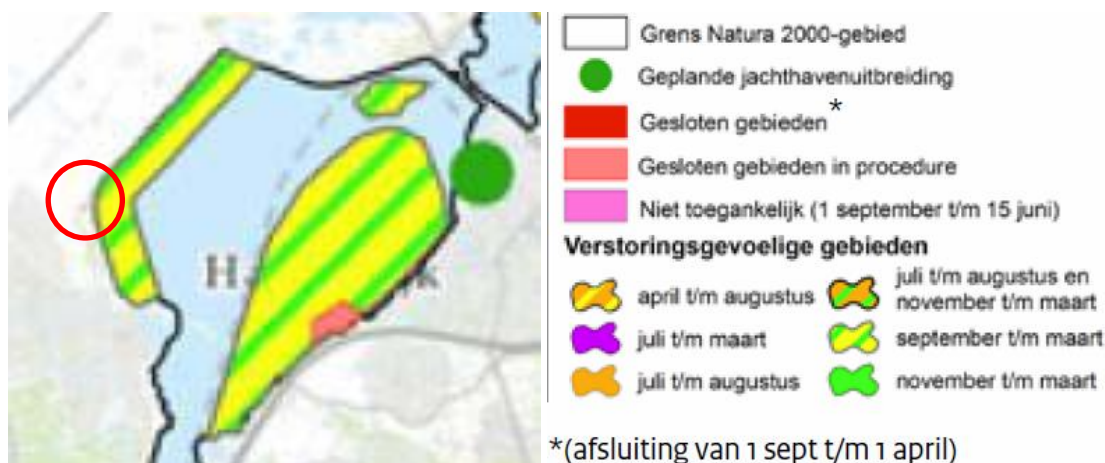 Grens Natura 2000-gebied
Geplande jachthavenuitbreiding
Gesloten gebieden*
Gesloten gebieden in procedure
Niet toegankelijk (1 september t/m 15 juni)
Verstoringsgevoelige gebieden
april t/m augustus
juli t/m augustus en
november t/m maart
juli t/m maart
september t/m maart
juli t/m augustus
november t/m maart
*(afsluiting van 1 sept t/m 1 april)